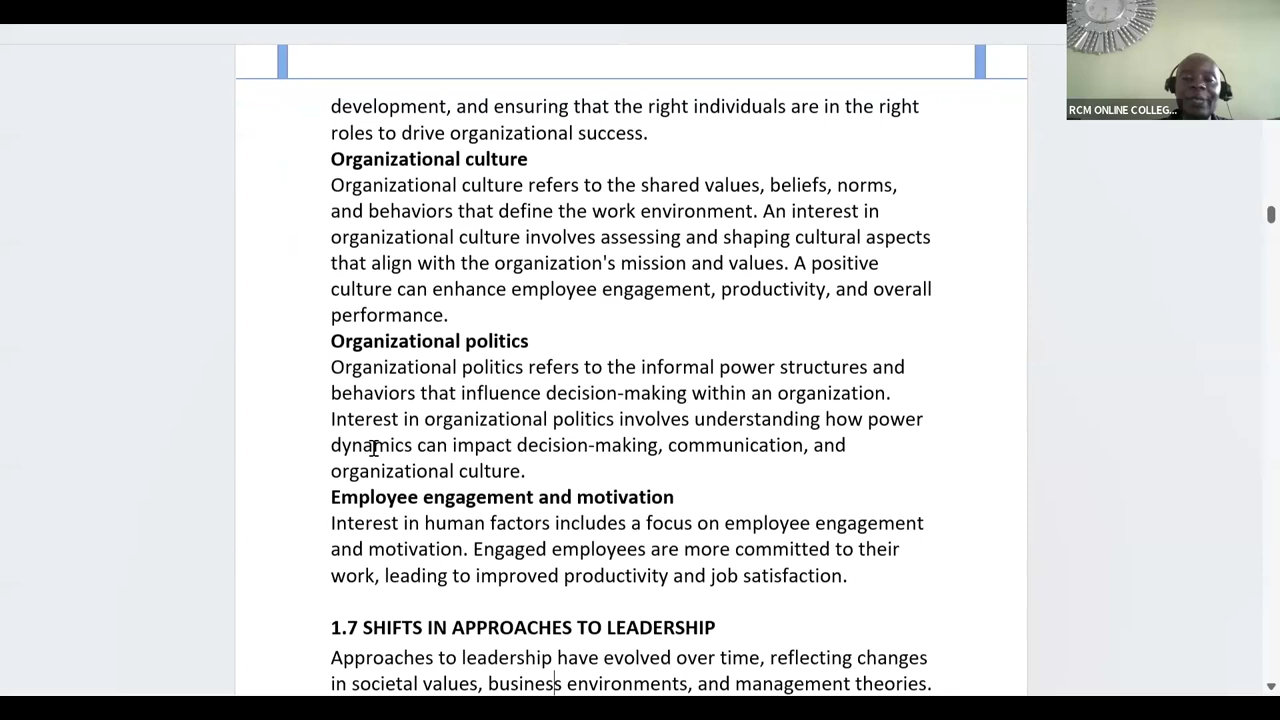 RCM ONLINE COLLEG...
development, and ensuring that the right individuals are in the right
roles to drive organizational success.
Organizational culture
Organizational culture refers to the shared values, beliefs, norms,
and behaviors that define the work environment. An interest in
organizational culture involves assessing and shaping cultural aspects
that align with the organization's mission and values. A positive
culture can enhance employee engagement, productivity, and overall
performance.
Organizational politics
Organizational politics refers to the informal power structures and
behaviors that influence decision-making within an organization.
Interest in organizational politics involves understanding how power
dynamics can impact decision-making, communication, and
organizational culture.
Employee engagement and motivation
Interest in human factors includes a focus on employee engagement
and motivation. Engaged employees are more committed to their
work, leading to improved productivity and job satisfaction.
1.7 SHIFTS IN APPROACHES TO LEADERSHIP
Approaches to leadership have evolved over time, reflecting changes
in societal values, business environments, and management theories.